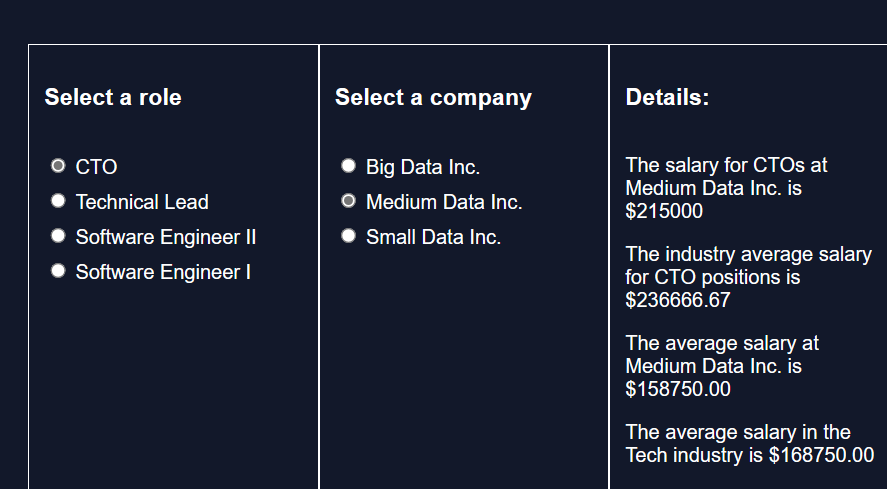 Select a role
CTO
Technical Lead
Software Engineer II
Software Engineer I
Select a company
Big Data Inc.
Medium Data Inc.
Small Data Inc.
Details:
The salary for CTOs at
Medium Data Inc. is
$215000
The industry average salary
for CTO positions is
$236666.67
The average salary at
Medium Data Inc. is
$158750.00
The average salary in the
Tech industry is $168750.00